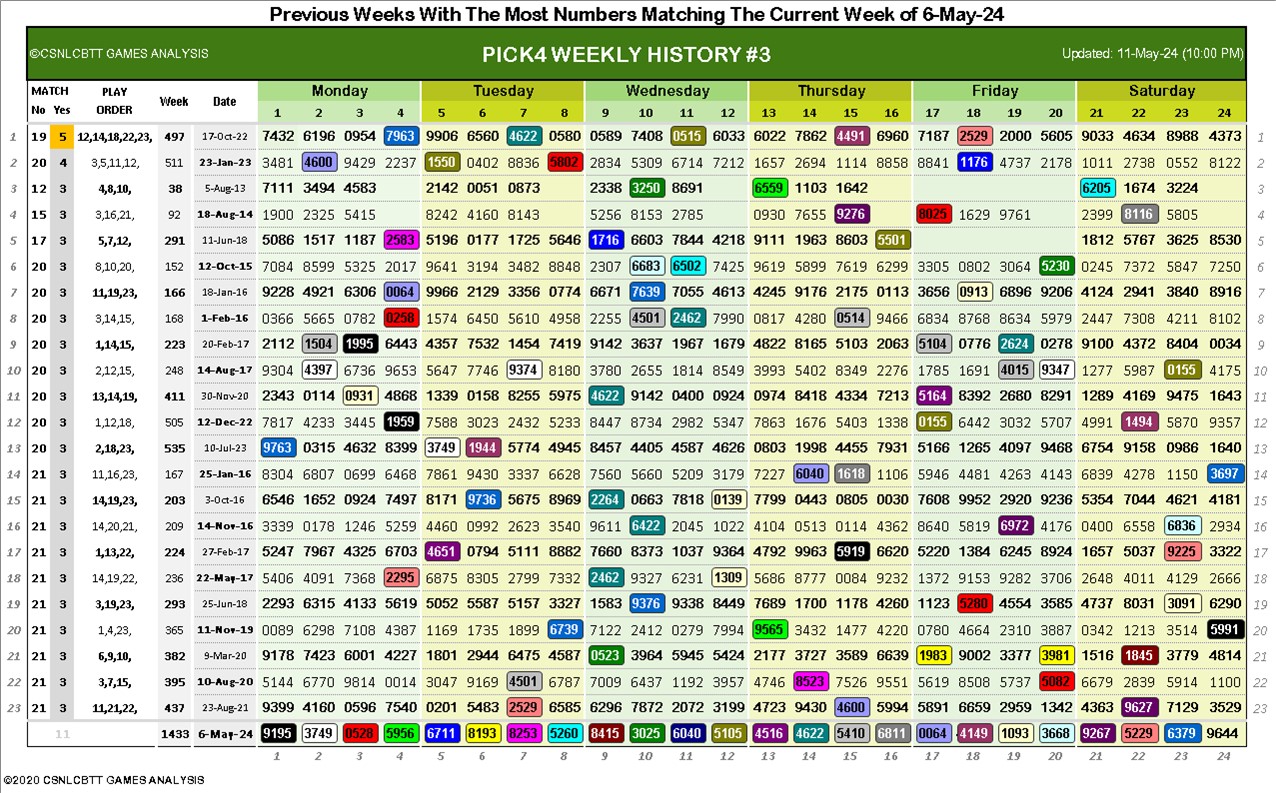 Previous Weeks With The Most Numbers Matching The Current Week of 6-May-24
©CSNLCBTT GAMES ANALYSIS PICK4 WEEKLY HISTORY #3 Updated: 11-May-24 (10:00 PM)
MATCH PLAY Week Date Monday Tuesday Wednesday Thursday Friday Saturday
No Yes ORDER 1 2 3 4 5 6 7 8 9 10 11 12 13 14 15 16 17 18 19 20 21 22 23 24
1 19 5 12,14,18,22,23, 497 17-Oct-22 7432 6196 0954 7963 9906 6560 4622 0580 0589 7408 0515 6033 6022 7862 4491 6960 7187 2529 2000 5605 9033 4634 8988 4373 1
2 20 4 3,5,11,12, 511 23-Jan-23 3481 4600 9429 2237 1550 0402 8836 5802 2834 5309 6714 7212 1657 2694 1114 8858 8841 1176 4737 2178 1011 2738 0552 8122 2
3 12 3 4,8,10, 38 5-Aug-13 7111 3494 4583 2142 0051 0873 2338 3250 8691 6559 1103 1642 6205 1674 3224 3
4 15 3 3,16,21, 92 18-Aug-14 1900 2325 5415 8242 4160 8143 5256 8153 2785 0930 7655 9276 8025 1629 9761 2399 8116 5805 4
5 17 3 5,7,12, 291 11-Jun-18 5086 1517 1187 2583 5196 0177 1725 5646 1716 6603 7844 4218 9111 1963 8603 5501 1812 5767 3625 8530 5
6 20 3 8,10,20, 152 12-Oct-15 7084 8599 5325 2017 9641 3194 3482 8848 2307 6683 6502 7425 9619 5899 7619 6299 3305 0802 3064 5230 0245 7372 5847 7250 6
7 20 3 11,19,23, 166 18-Jan-16 9228 4921 6306 0064 9966 2129 3356 0774 6671 7639 7055 4613 4245 9176 2175 0113 3656 0913 6896 9206 4124 2941 3840 8916 7
8 20 3 3,14,15, 168 1-Feb-16 0366 5665 0782 0258 1574 6450 5610 4958 2255 4501 2462 7990 0817 4280 0514 9466 6834 8768 8634 5979 2447 7308 4211 8102 8
9 20 3 1,14,15, 223 20-Feb-17 2112 1504 1995 6443 4357 7532 1454 7419 9142 3637 1967 1679 4822 8165 5103 2063 5104 0776 2624 0278 9100 4372 8404 0034 9
10 20 3 2,12,15, 248 14-Aug-17 9304 4397 6736 9653 5647 7746 9374 8180 3780 2655 1814 8549 3993 5402 8349 2276 1785 1691 4015 9347 1277 5987 0155 4175 10
11 20 3 13,14,19, 411 30-Nov-20 2343 0114 0931 4868 1339 0158 8255 5975 4622 9142 0400 0924 0974 8418 4334 7213 5164 8392 2680 8291 1289 4169 9475 1643 11
12 20 3 1,12,18, 505 12-Dec-22 7817 4233 3445 1959 7588 3023 2432 5233 8447 8734 2982 5347 7863 1676 5403 1338 0155 6442 3032 5707 4991 1494 5870 9357 12
13 20 3 2,18,23, 535 10-Jul-23 9763 0315 4632 8399 3749 1944 5774 4945 8457 4405 4587 4626 0803 1998 4455 7931 5166 1265 4097 9468 6754 9158 0986 1640 13
14 21 3 11,16,23, 167 25-Jan-16 8304 6807 0699 6468 7861 9430 3337 6628 7560 5660 5209 3179 7227 6040 1618 1106 5946 4481 4263 4143 6839 4278 1150 3697 14
15 21 3 14,19,23, 203 3-Oct-16 6546 1652 0924 7497 8171 9736 5675 8969 2264 0663 7818 0139 7799 0443 0805 0030 7608 9952 2920 9236 5354 7044 4621 4181 15
16 21 3 14,20,21, 209 14-Nov-16 3339 0178 1246 5259 4460 0992 2623 3540 9611 6422 2045 1022 4104 0513 0114 4362 8640 5819 6972 4176 0400 6558 6836 2934 16
17 21 3 1,13,22, 224 27-Feb-17 5247 7967 4325 6703 4651 0794 5111 8882 7660 8373 1037 9364 4792 9963 5919 6620 5220 1384 6245 8924 1657 5037 9225 3322 17
18 21 3 14,19,22, 236 22-May-17 5406 4091 7368 2295 6875 8305 2799 7332 2462 9327 6231 1309 5686 8777 0084 9232 1372 9153 9282 3706 2648 4011 4129 2666 18
19 21 3 3,19,23, 293 25-Jun-18 2293 6315 4133 5619 5052 5587 5157 3327 1583 9376 9338 8449 7689 1700 1178 4260 1123 5280 4554 3585 4737 8031 3091 6290 19
20 21 3 1,4,23, 365 11-Nov-19 0089 6298 7108 4387 1169 1735 1899 6739 7122 2412 0279 7994 9565 3432 1477 4220 0780 4664 2310 3887 0342 1213 3514 5991 20
21 21 3 6,9,10, 382 9-Mar-20 9178 7423 6001 4227 1801 2944 6475 4587 0523 3964 5945 5424 2177 3727 3589 6639 1983 9002 3377 3981 1516 1845 3779 4814 21
22 21 3 3,7,15, 395 10-Aug-20 5144 6770 9814 0014 3047 9169 4501 6787 7009 6437 1192 3957 4746 8523 7526 9551 5619 8508 5737 5082 6679 2839 5914 1100 22
23 21 3 11,21,22, 437 23-Aug-21 9399 4160 0596 7540 0201 5483 2529 6585 6296 7872 2072 3199 4723 9430 4600 5994 5891 6659 2959 1342 4363 9627 7129 3529 23
11 1433 6-May-24 9195 3749 0528 5956 6711 8193 8253 5260 8415 3025 6040 5105 4516 4622 5410 6811 0064 4149 1093 3668 9267 5229 6379 9644
1 2 3 4 5 6 7 8 9 10 11 12 13 14 15 16 17 18 19 20 21 22 23 24
©2020 CSNLCBTT GAMES ANALYSIS